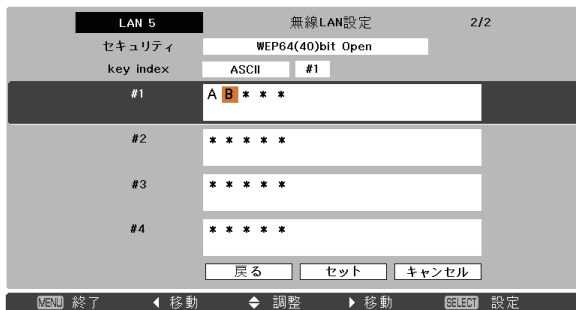 LAN 5 無線LAN設定 2/2
セキュリティ WEP64(40)bit Open
key index ASCII #1
#1 A B * * *
#2 * * * * *
#3 * * * * *
#4 * * * * *
戻る セット キャンセル
MENU 終了 ◀ 移動 ◆ 調整 ▶ 移動 SELECT 設定